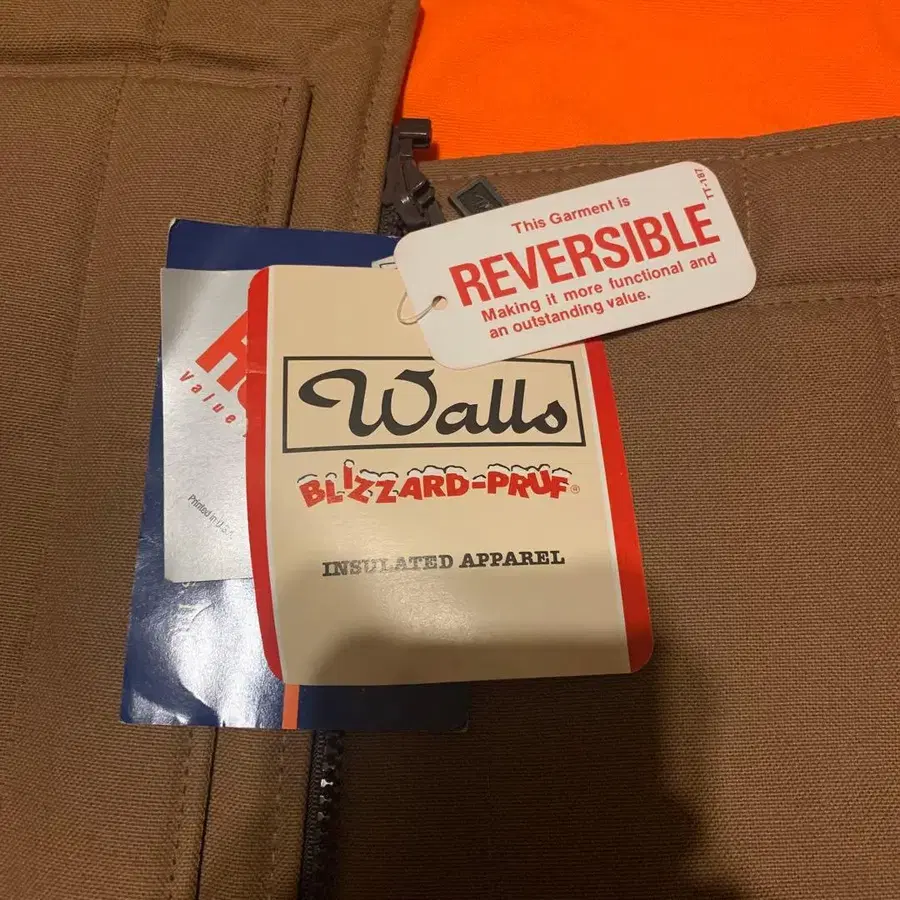 This Garment is
REVERSIBLE
Making it more functional and
an outstanding value.
TT-187
Walls
BLIZZARD-PRUF®
INSULATED APPAREL
Value
Printed in U.S.A.